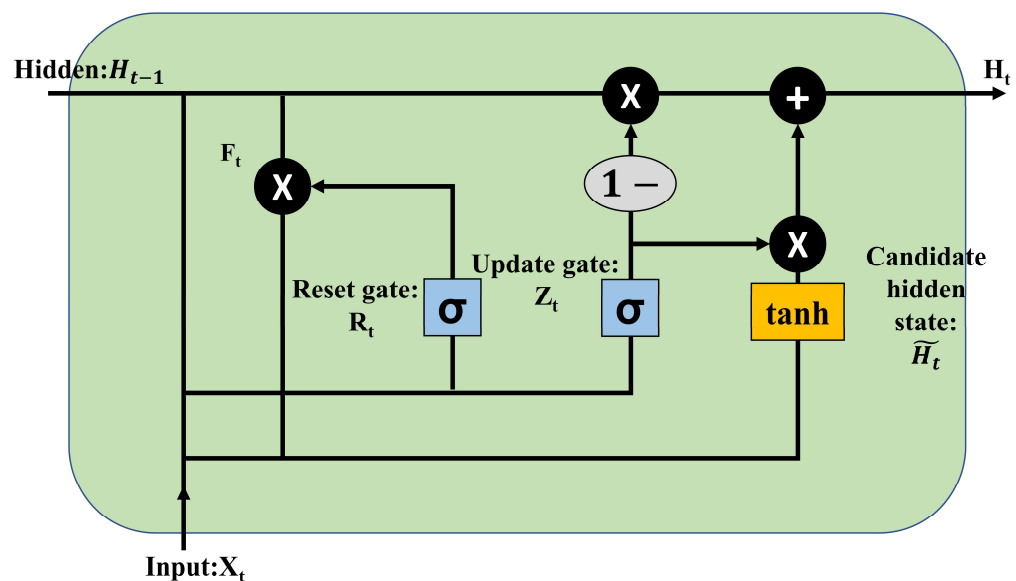 Hidden:H_{t-1}
H_t
X
+
F_t
X
1 −
X
Update gate:
Z_t
Reset gate:
R_t
σ
σ
tanh
Candidate
hidden
state:
H̃_t
Input:X_t